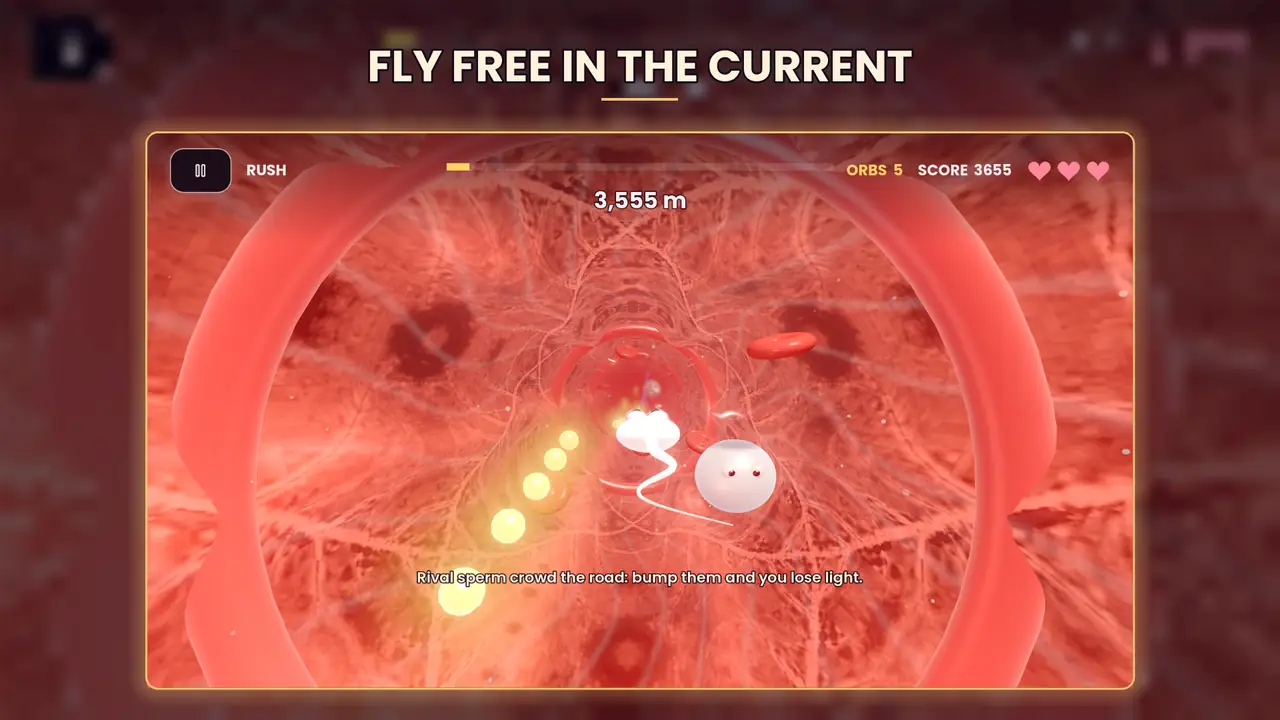 FLY FREE IN THE CURRENT
RUSH
ORBS 5 SCORE 3655
3,555 m
Rival sperm crowd the road: bump them and you lose light.